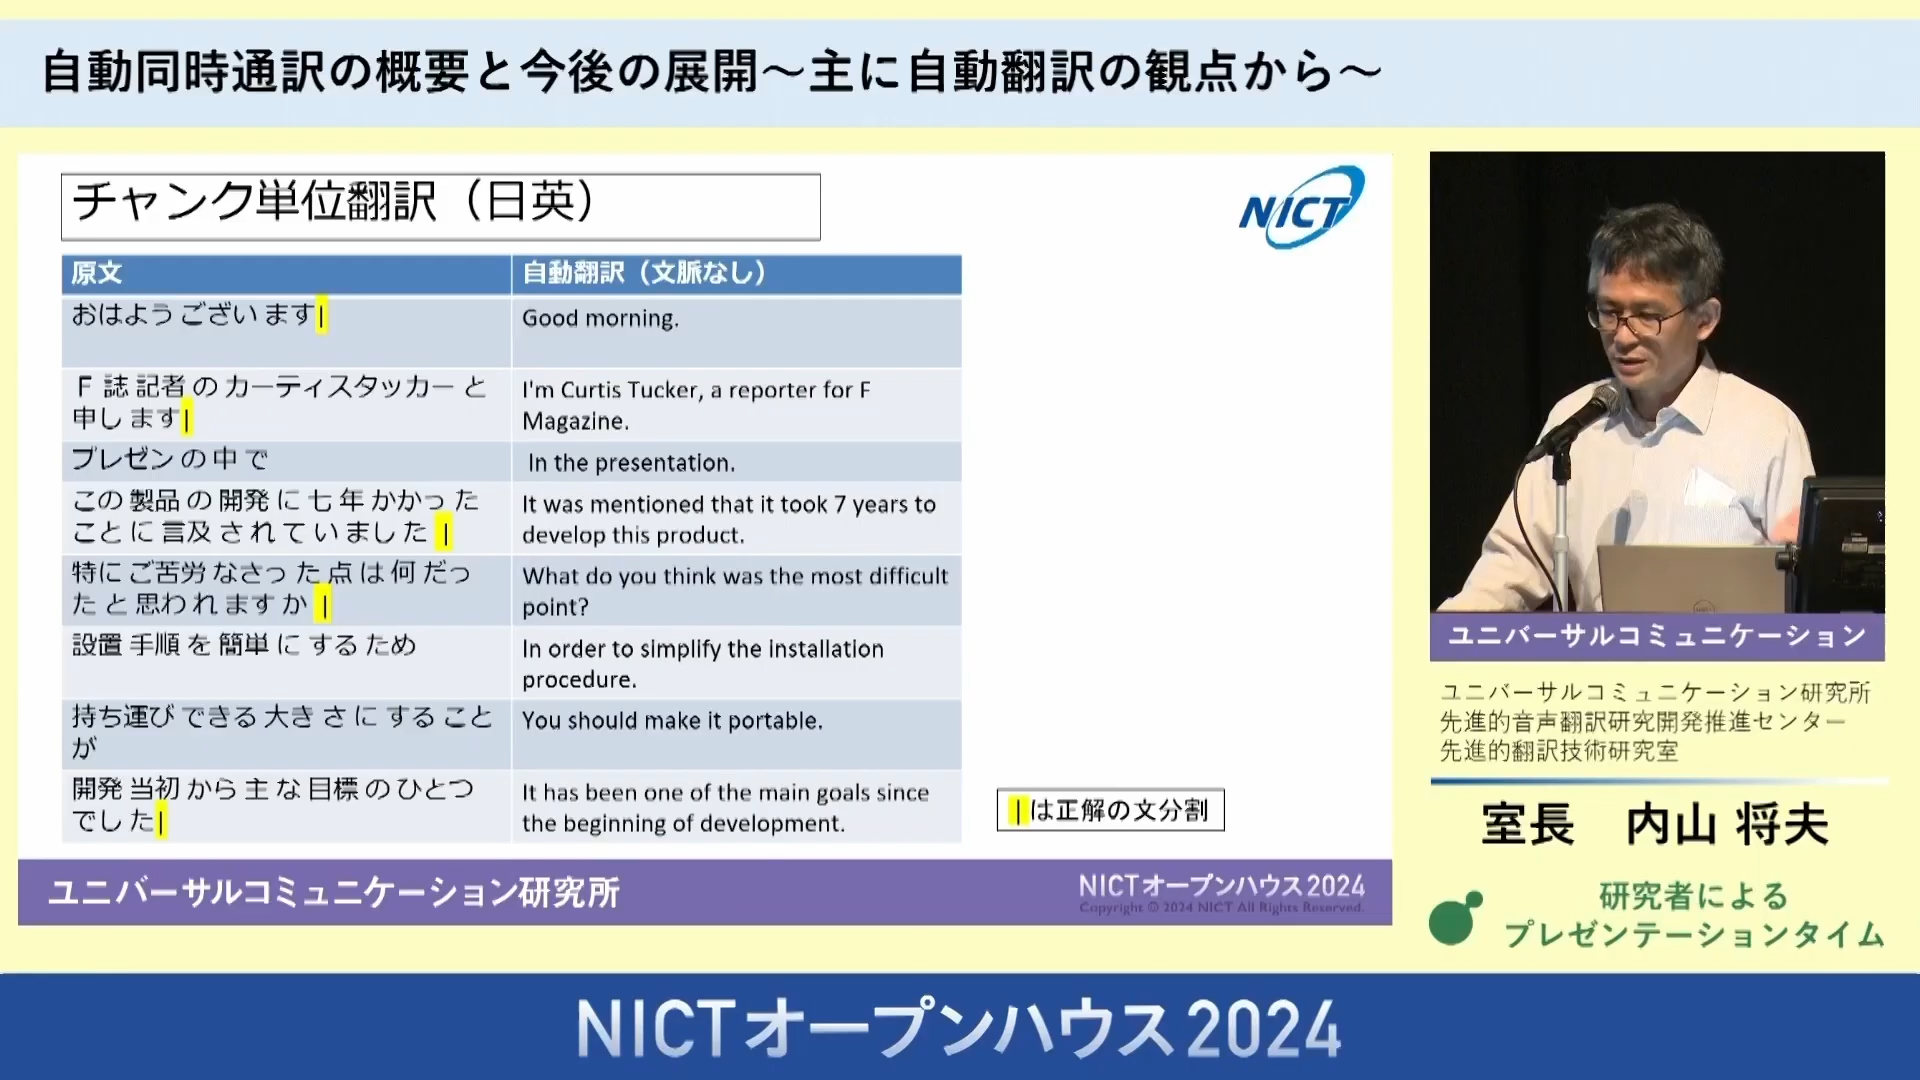 自動同時通訳の概要と今後の展開～主に自動翻訳の観点から～
チャンク単位翻訳（日英）
NICT
原文
自動翻訳（文脈なし）
おはよう ござい ます|
Good morning.
F 誌 記者 の カーティスタッカー と
申し ます|
I'm Curtis Tucker, a reporter for F
Magazine.
プレゼン の 中 で
In the presentation.
この 製品 の 開発 に 七 年 かかっ た
こと に 言及 さ れ て い まし た |
It was mentioned that it took 7 years to
develop this product.
特に ご苦労 なさっ た 点 は 何 だっ
た と 思わ れ ます か |
What do you think was the most difficult
point?
設置 手順 を 簡単 に する ため
In order to simplify the installation
procedure.
持ち運び できる 大き さ に する こと
が
You should make it portable.
開発 当初 から 主 な 目標 の ひとつ
でし た|
It has been one of the main goals since
the beginning of development.
|は正解の文分割
ユニバーサルコミュニケーション研究所
NICTオープンハウス2024
Copyright © 2024 NICT All Rights Reserved.
ユニバーサルコミュニケーション
ユニバーサルコミュニケーション研究所
先進的音声翻訳研究開発推進センター
先進的翻訳技術研究室
室長 内山 将夫
研究者による
プレゼンテーションタイム
NICTオープンハウス2024